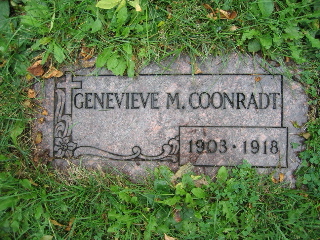 GENEVIEVE M. COONRADT
1903 · 1918